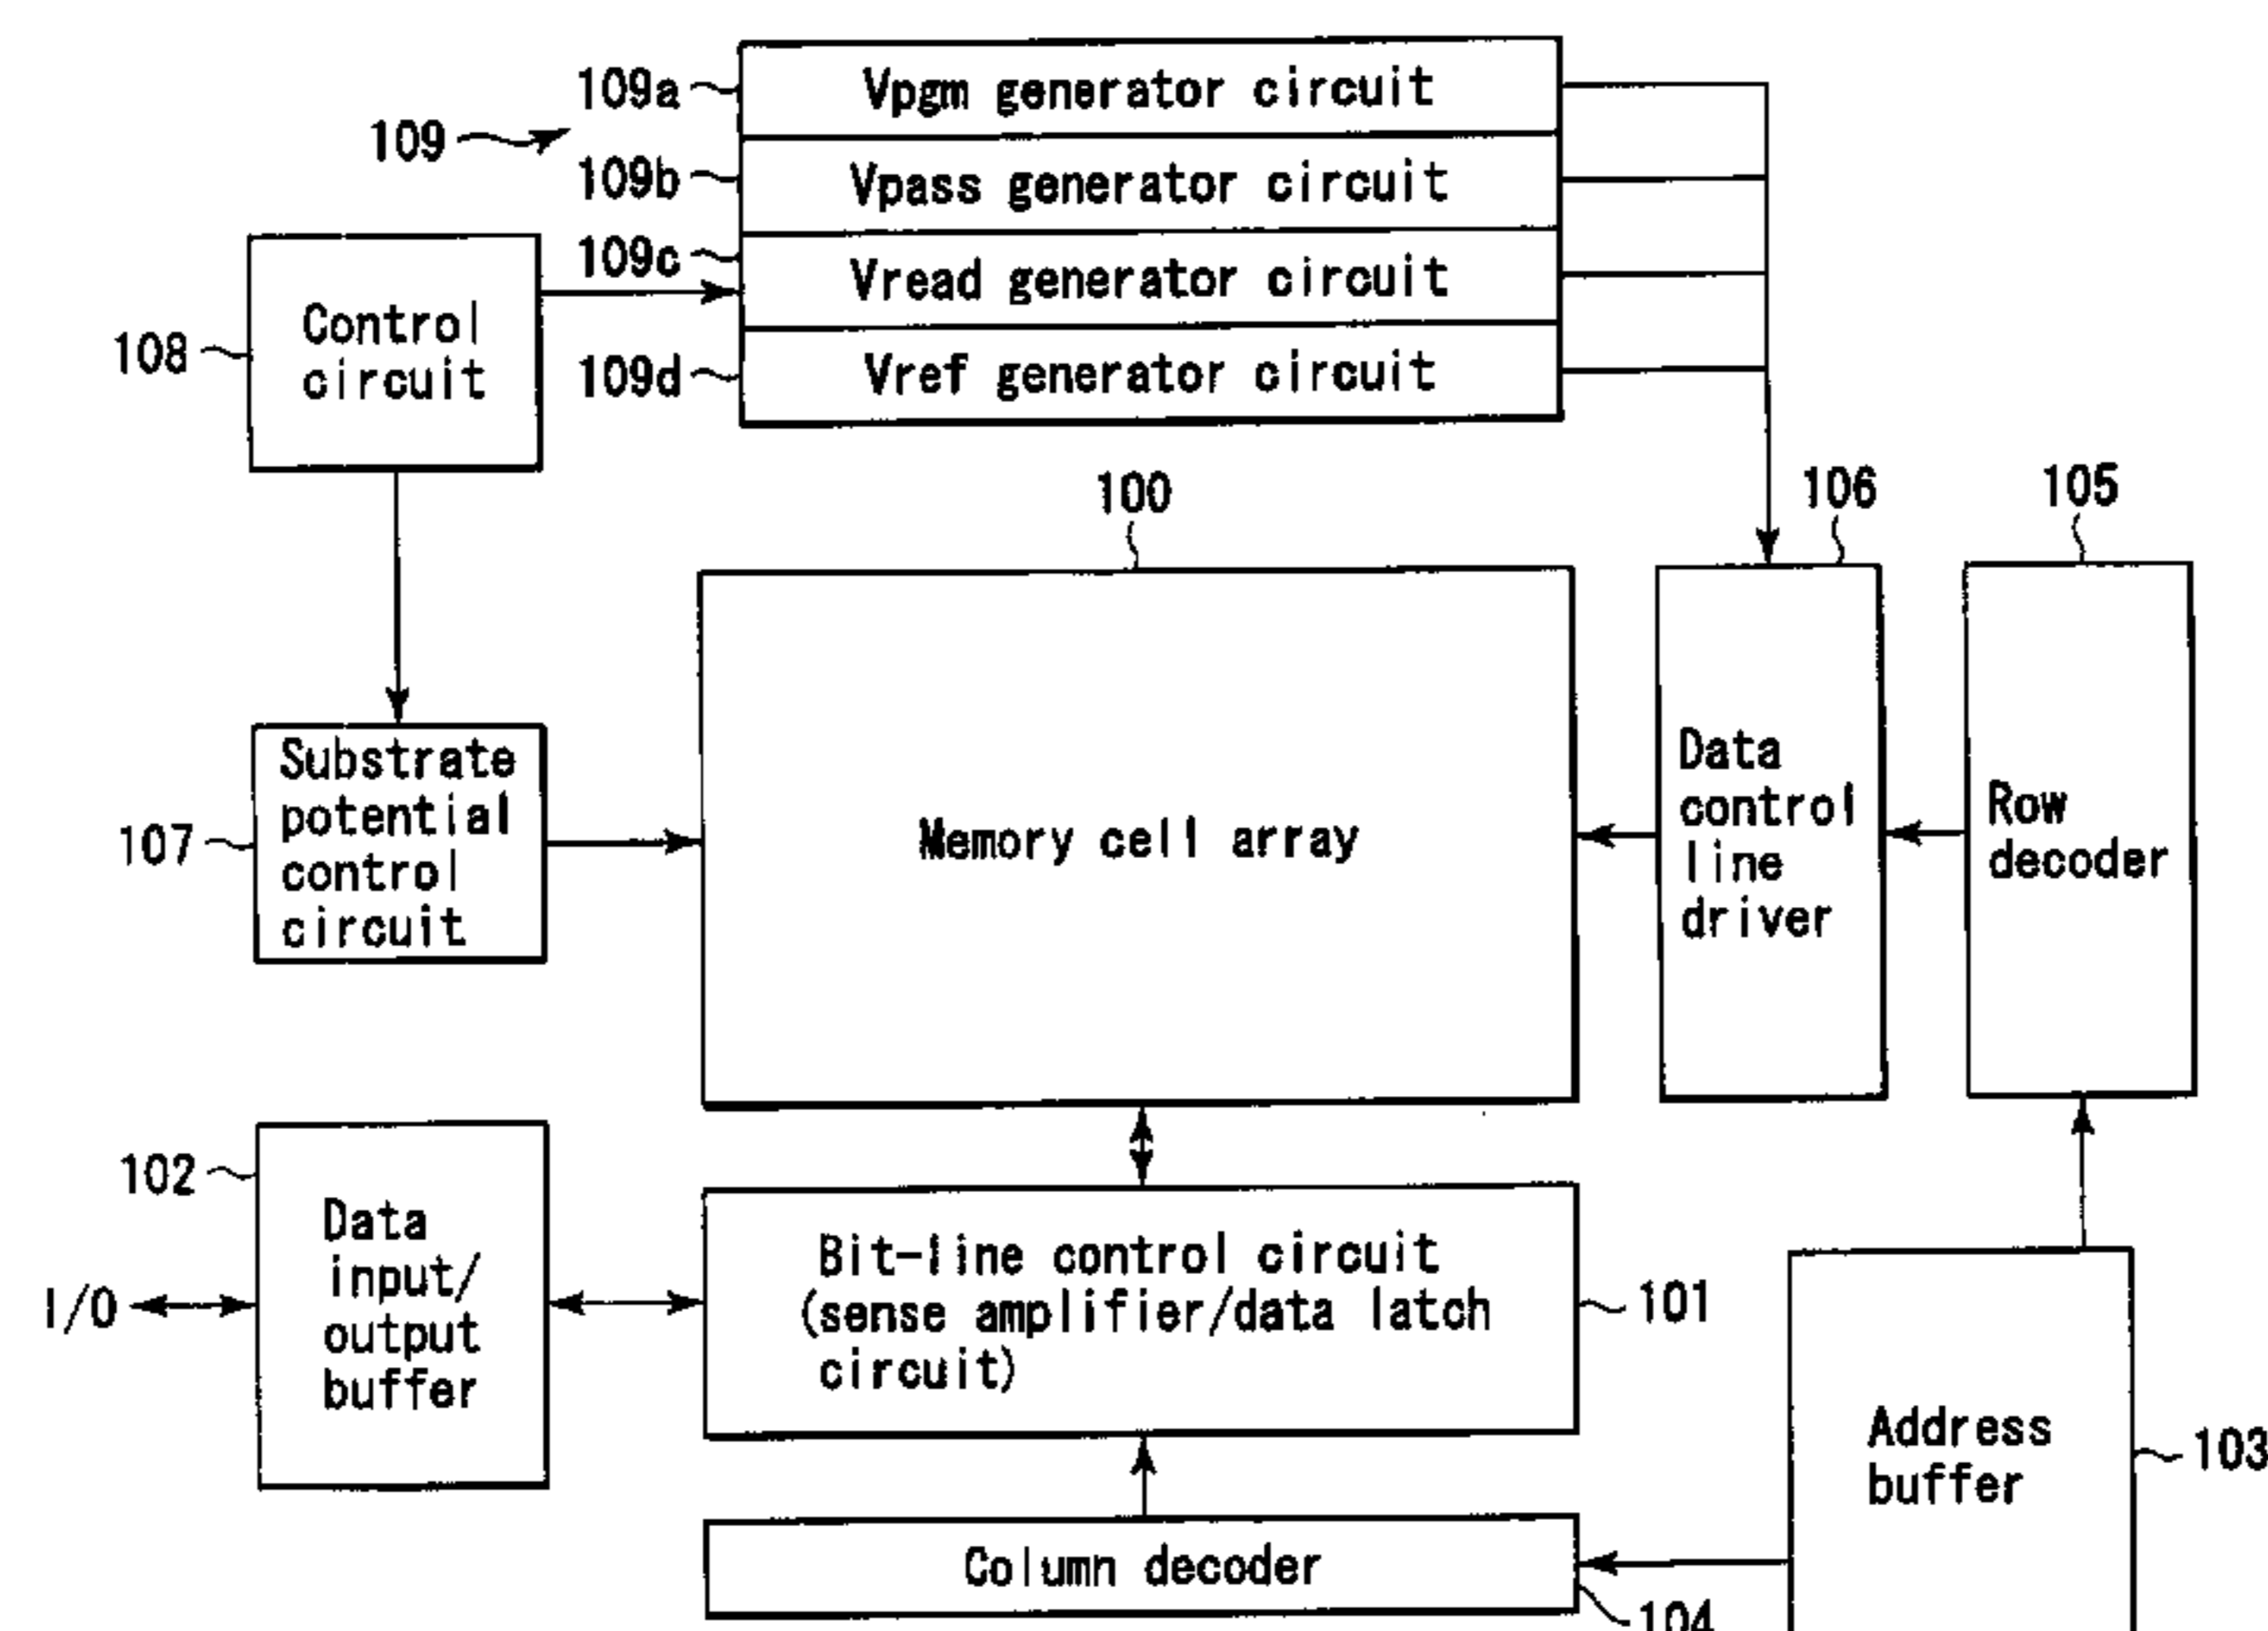 109a
Vpgm generator circuit
109
109b
Vpass generator circuit
109c
Vread generator circuit
109d
Vref generator circuit
108
Control
circuit
100
106
105
Substrate
potential
control
circuit
107
Memory cell array
Data
control
line
driver
Row
decoder
102
Data
input/
output
buffer
I/O
Bit-line control circuit
(sense amplifier/data latch
circuit)
101
Address
buffer
103
Column decoder
104